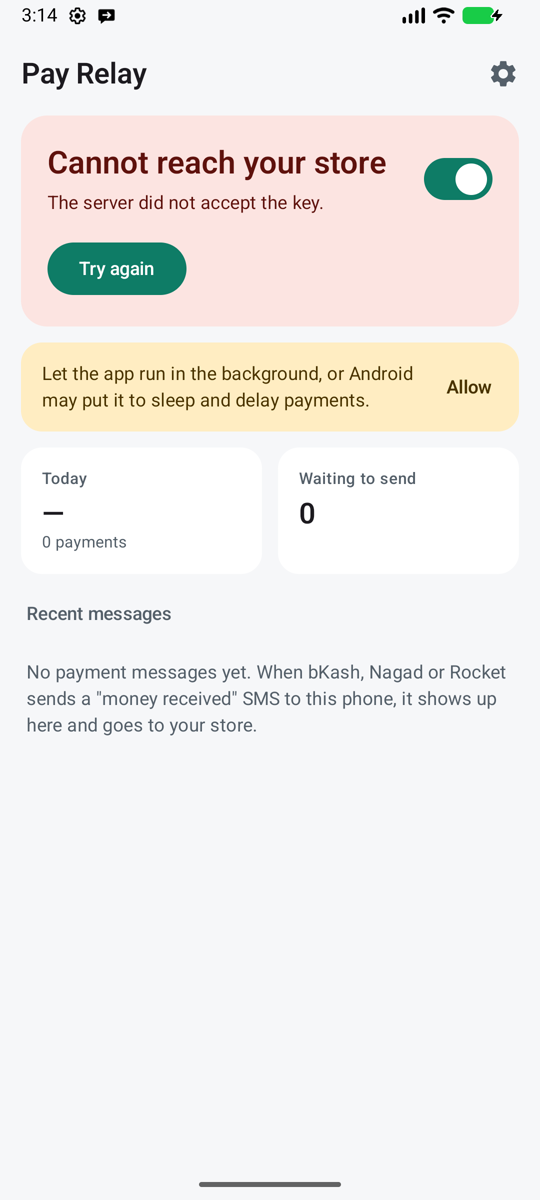 3:14
Pay Relay
Cannot reach your store
The server did not accept the key.
Try again
Let the app run in the background, or Android
may put it to sleep and delay payments.
Allow
Today
—
0 payments
Waiting to send
0
Recent messages
No payment messages yet. When bKash, Nagad or Rocket
sends a "money received" SMS to this phone, it shows up
here and goes to your store.